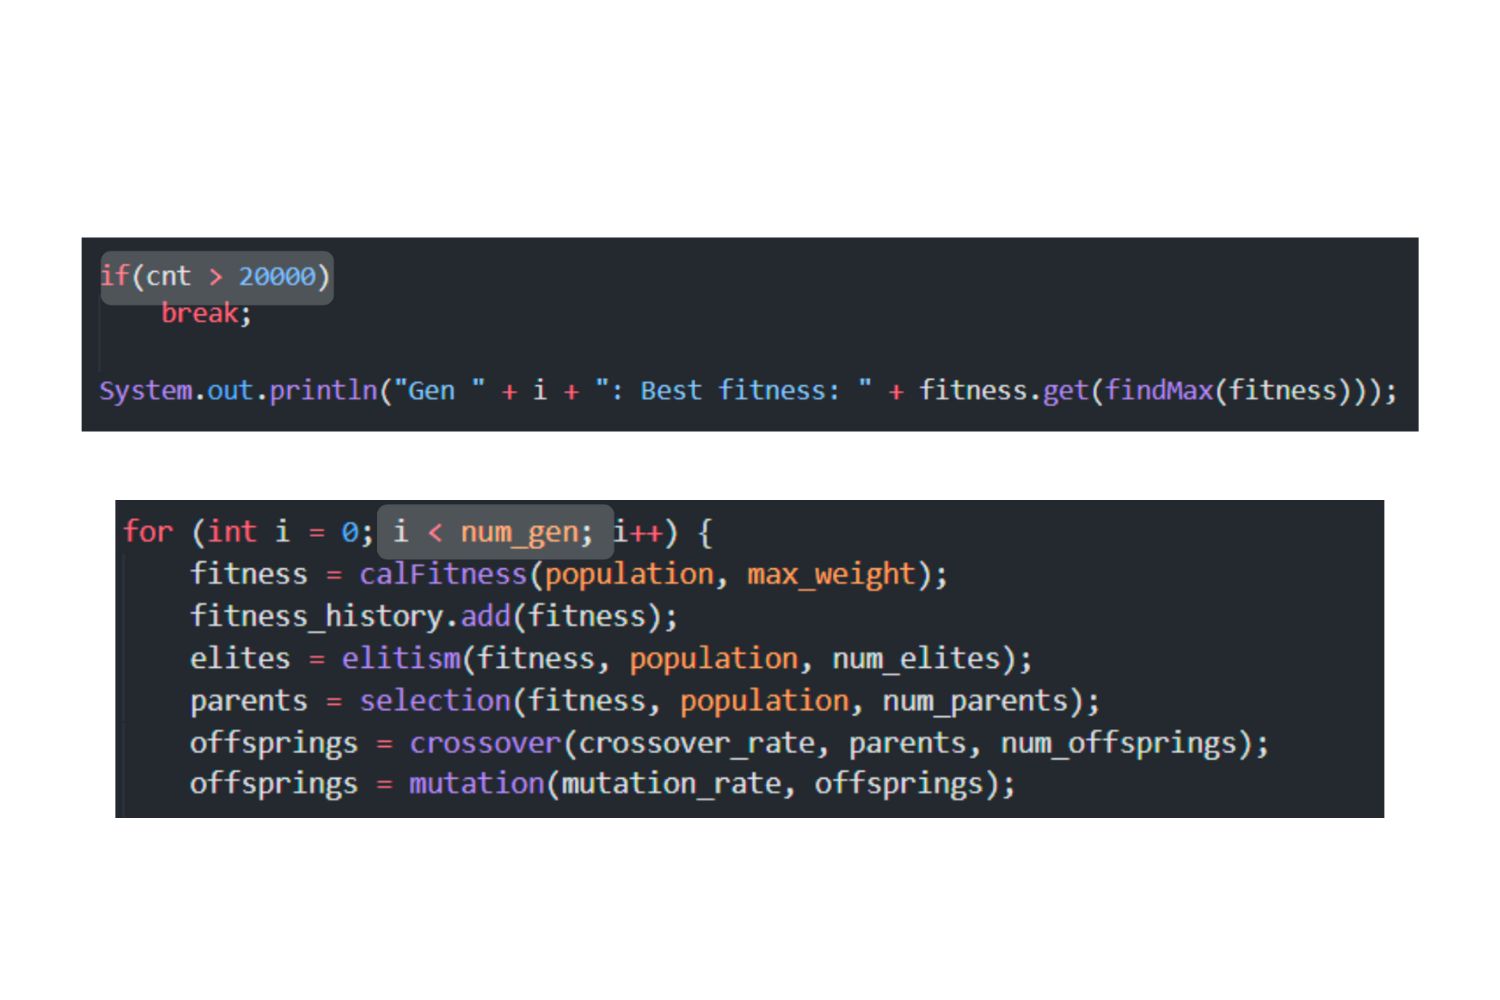 if(cnt > 20000)
break;
System.out.println("Gen " + i + ": Best fitness: " + fitness.get(findMax(fitness)));
for (int i = 0; i < num_gen; i++) {
fitness = calFitness(population, max_weight);
fitness_history.add(fitness);
elites = elitism(fitness, population, num_elites);
parents = selection(fitness, population, num_parents);
offsprings = crossover(crossover_rate, parents, num_offsprings);
offsprings = mutation(mutation_rate, offsprings);